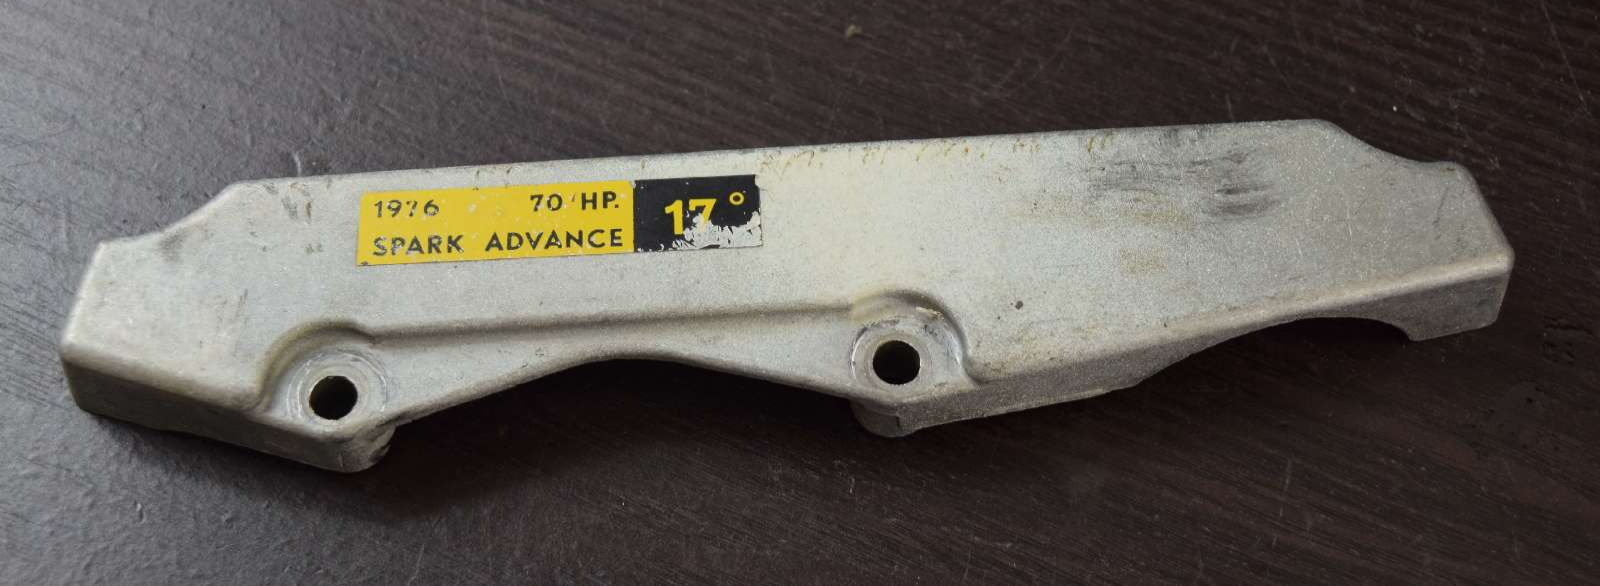 1976 70 HP.
SPARK ADVANCE 17°